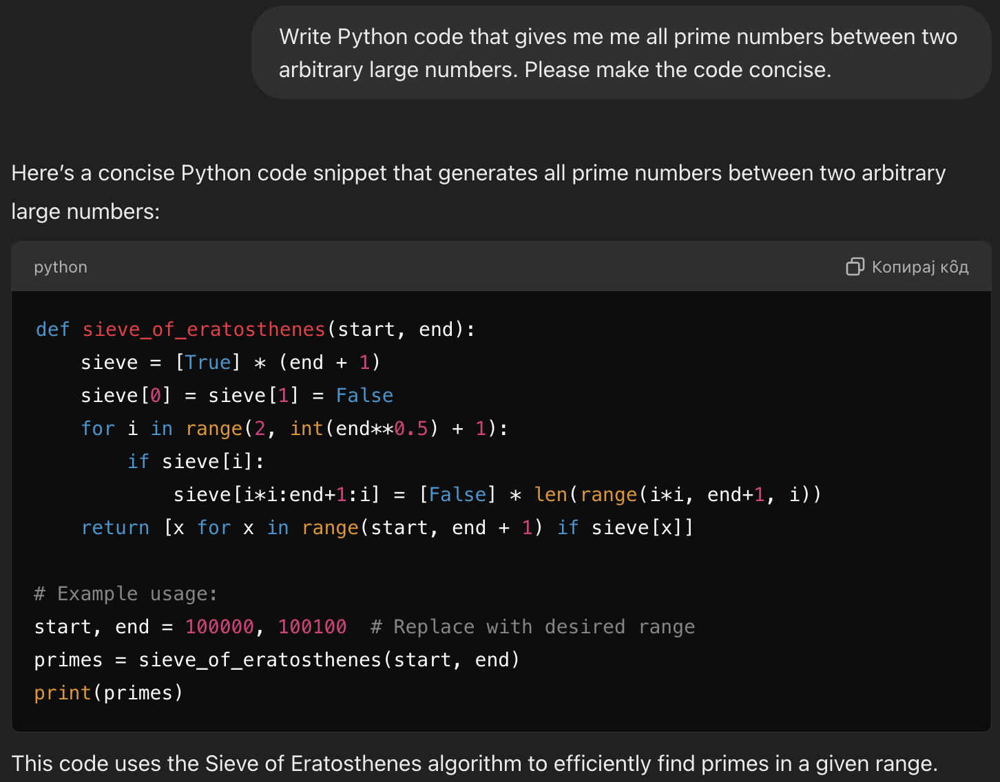 Write Python code that gives me me all prime numbers between two
arbitrary large numbers. Please make the code concise.
Here’s a concise Python code snippet that generates all prime numbers between two arbitrary
large numbers:
python
Копирај кôд
def sieve_of_eratosthenes(start, end):
    sieve = [True] * (end + 1)
    sieve[0] = sieve[1] = False
    for i in range(2, int(end**0.5) + 1):
        if sieve[i]:
            sieve[i*i:end+1:i] = [False] * len(range(i*i, end+1, i))
    return [x for x in range(start, end + 1) if sieve[x]]
# Example usage:
start, end = 100000, 100100  # Replace with desired range
primes = sieve_of_eratosthenes(start, end)
print(primes)
This code uses the Sieve of Eratosthenes algorithm to efficiently find primes in a given range.